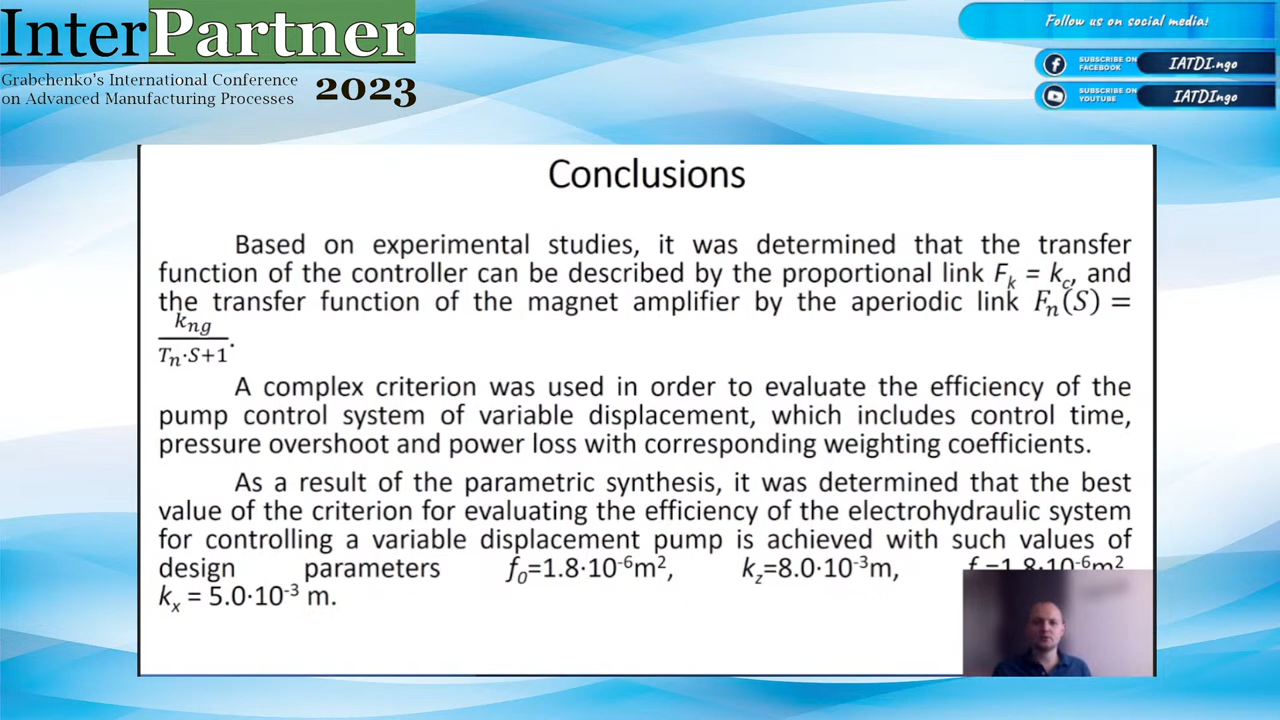 InterPartner
Grabchenko's International Conference
on Advanced Manufacturing Processes
2023
Follow us on social media!
SUBSCRIBE ON FACEBOOK
IATDI.ngo
SUBSCRIBE ON YOUTUBE
IATDIngo
Conclusions
Based on experimental studies, it was determined that the transfer
function of the controller can be described by the proportional link Fk = kc, and
the transfer function of the magnet amplifier by the aperiodic link Fn(S) =
kng
Tn·S+1.
A complex criterion was used in order to evaluate the efficiency of the
pump control system of variable displacement, which includes control time,
pressure overshoot and power loss with corresponding weighting coefficients.
As a result of the parametric synthesis, it was determined that the best
value of the criterion for evaluating the efficiency of the electrohydraulic system
for controlling a variable displacement pump is achieved with such values of
design parameters f0=1.8·10-6m2, kz=8.0·10-3m, =1.8·10-6m2
kx = 5.0·10-3 m.